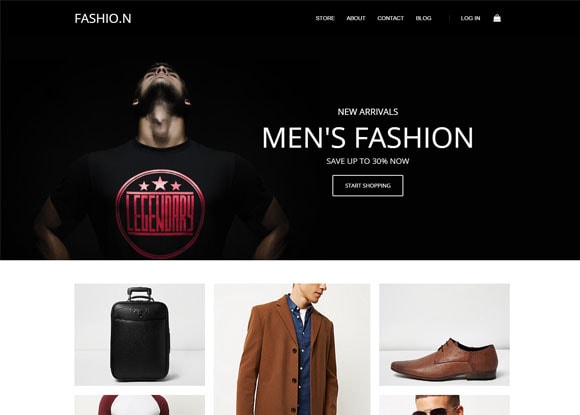 FASHIO.N
STORE ABOUT CONTACT BLOG LOG IN
NEW ARRIVALS
MEN'S FASHION
SAVE UP TO 30% NOW
START SHOPPING
LEGENDARY